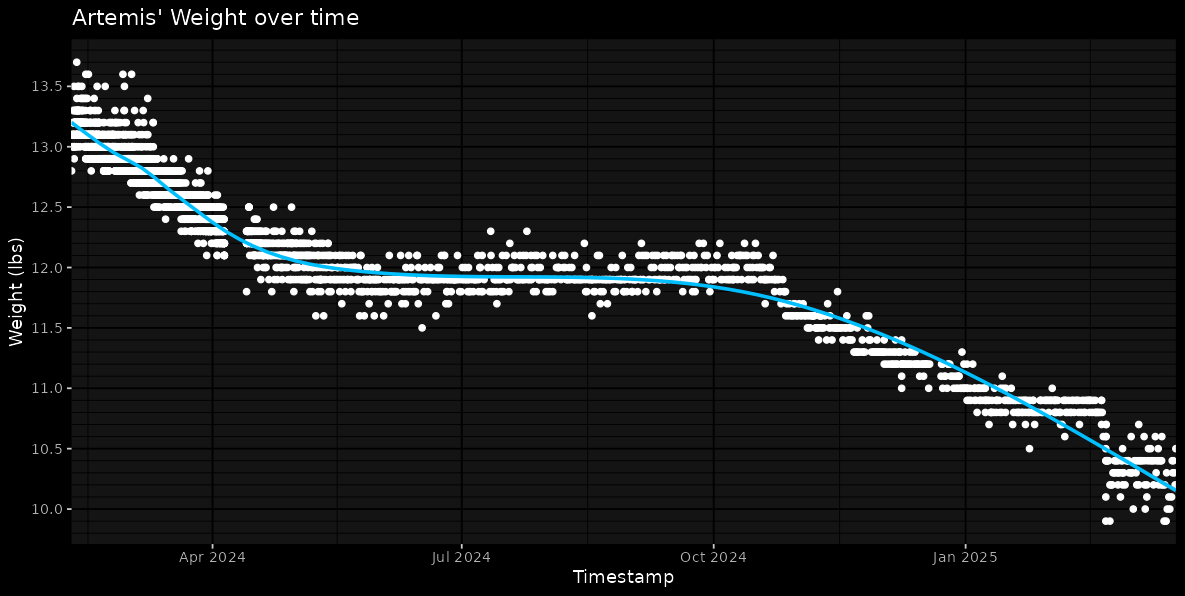 Artemis' Weight over time
Weight (lbs)
13.5
13.0
12.5
12.0
11.5
11.0
10.5
10.0
Apr 2024
Jul 2024
Oct 2024
Jan 2025
Timestamp